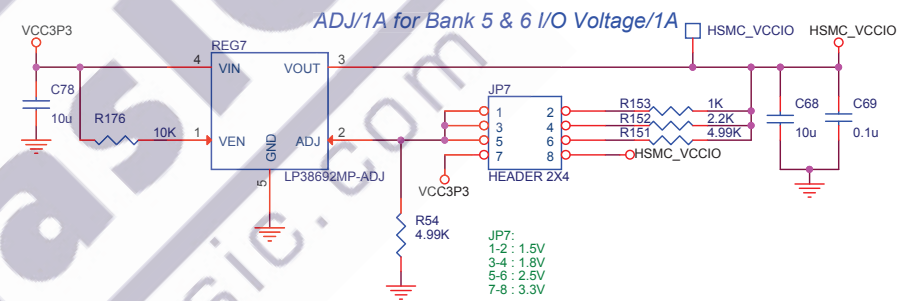 ADJ/1A for Bank 5 & 6 I/O Voltage/1A
VCC3P3
REG7
HSMC_VCCIO
HSMC_VCCIO
4
VIN
VOUT
3
C78
10u
R176
10K
1
VEN
GND
ADJ
2
5
LP38692MP-ADJ
JP7
1
2
3
4
5
6
7
8
HEADER 2X4
R153
1K
R152
2.2K
R151
4.99K
HSMC_VCCIO
VCC3P3
C68
10u
C69
0.1u
R54
4.99K
JP7:
1-2 : 1.5V
3-4 : 1.8V
5-6 : 2.5V
7-8 : 3.3V
asic
sic.com